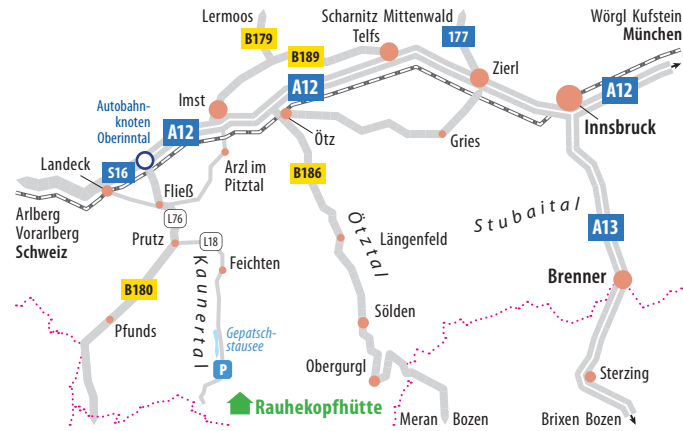 Lermoos
Scharnitz Mittenwald
Telfs
Wörgl Kufstein
München
B179
177
B189
Zierl
A12
A12
Imst
Innsbruck
Autobahn-
knoten
Oberinntal
A12
Ötz
Gries
Landeck
S16
Arzl im
Pitztal
B186
Fließ
Arlberg
Vorarlberg
Schweiz
L76
Stubaital
A13
Prutz
L18
Ötztal
Längenfeld
Kaunertal
Feichten
Brenner
B180
Sölden
Pfunds
Gepatsch-
stausee
P
Obergurgl
Sterzing
Rauhekopfhütte
Meran
Bozen
Brixen Bozen